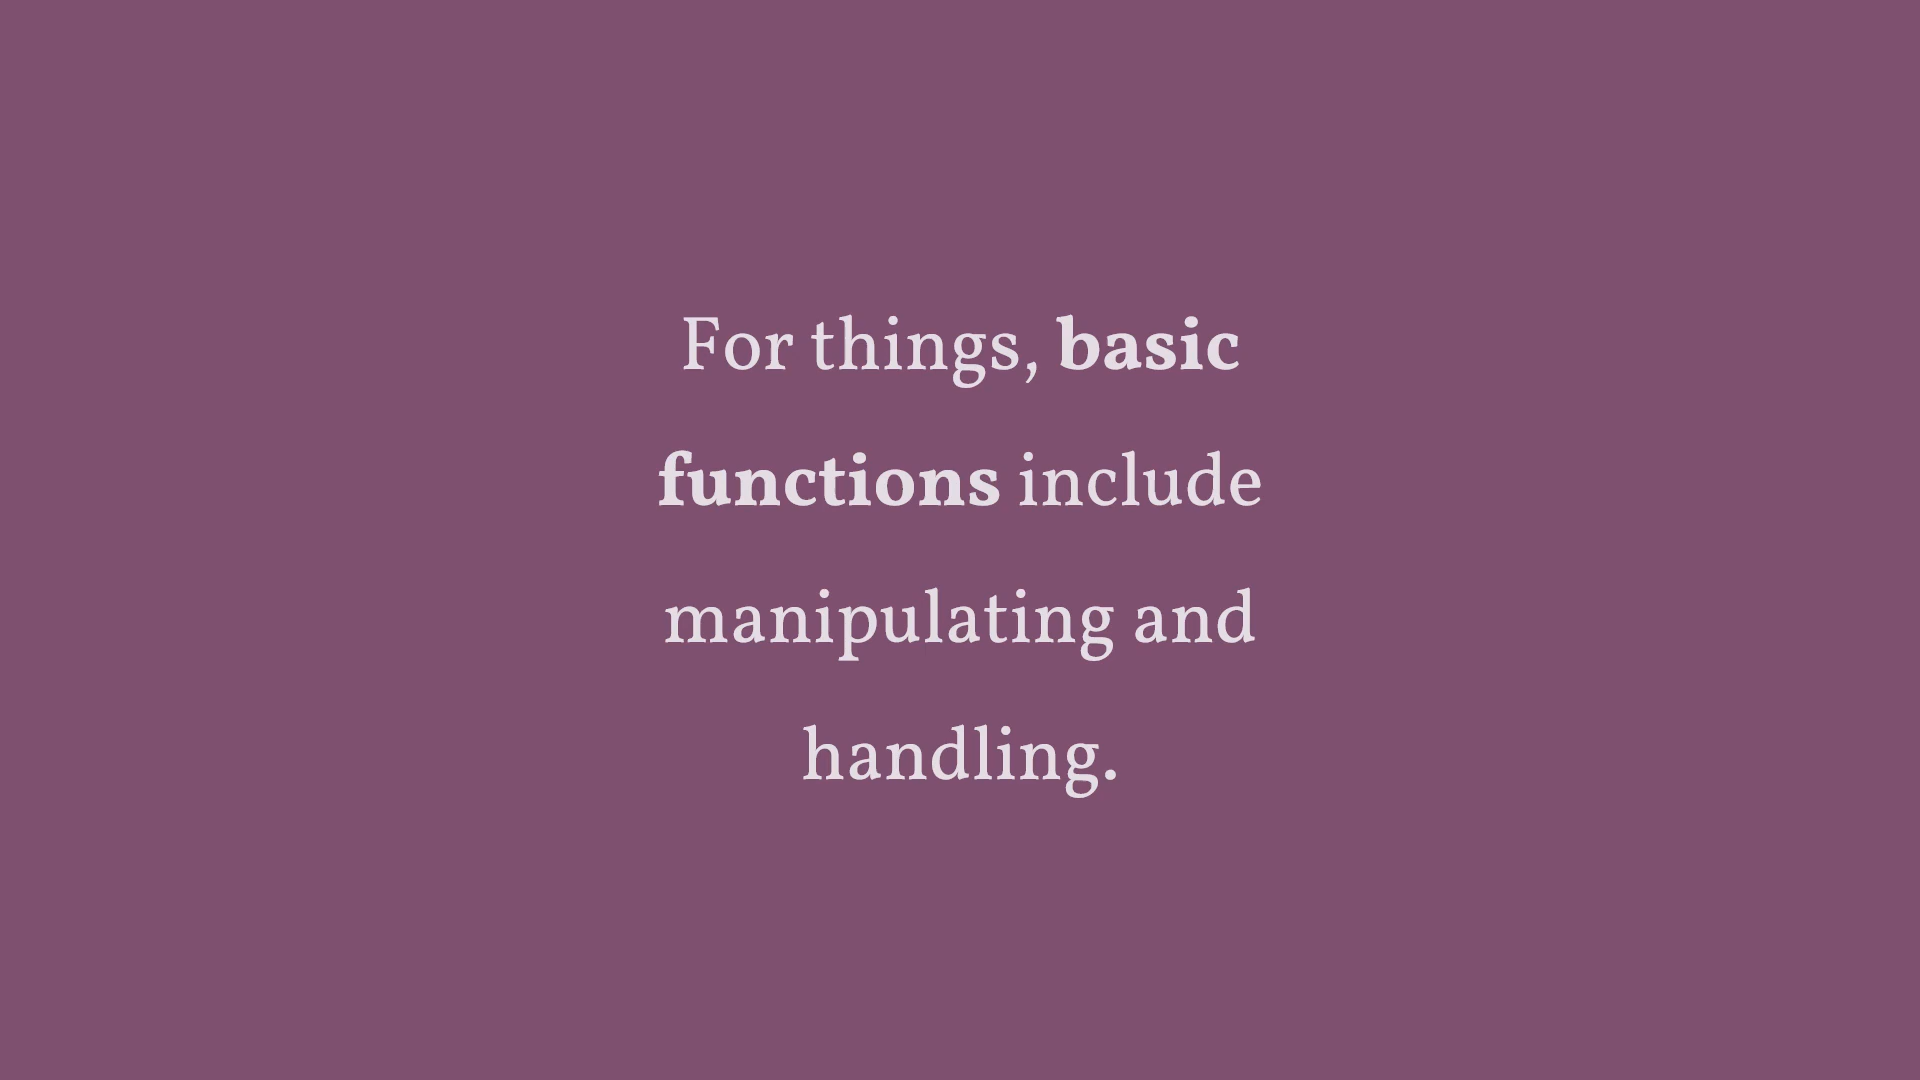 For things, basic
functions include
manipulating and
handling.